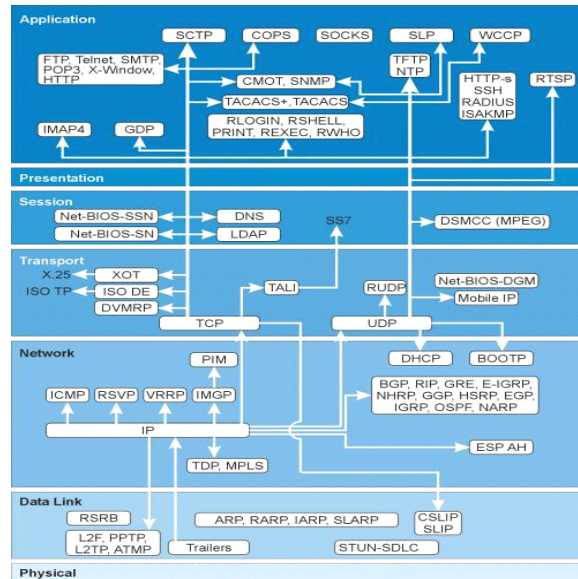 Application
SCTP
COPS
SOCKS
SLP
WCCP
FTP, Telnet, SMTP,
POP3, X-Window,
HTTP
TFTP
NTP
CMOT, SNMP
HTTP-s
SSH
RADIUS
ISAKMP
RTSP
TACACS+,TACACS
IMAP4
GDP
RLOGIN, RSHELL,
PRINT, REXEC, RWHO
Presentation
Session
Net-BIOS-SSN
DNS
SS7
DSMCC (MPEG)
Net-BIOS-SN
LDAP
Transport
X.25
XOT
ISO TP
ISO DE
TALI
RUDP
Net-BIOS-DGM
Mobile IP
DVMRP
TCP
UDP
Network
PIM
DHCP
BOOTP
ICMP
RSVP
VRRP
IMGP
BGP, RIP, GRE, E-IGRP,
NHRP, GGP, HSRP, EGP,
IGRP, OSPF, NARP
IP
ESP AH
TDP, MPLS
Data Link
RSRB
ARP, RARP, IARP, SLARP
CSLIP
SLIP
L2F, PPTP,
L2TP, ATMP
Trailers
STUN-SDLC
Physical